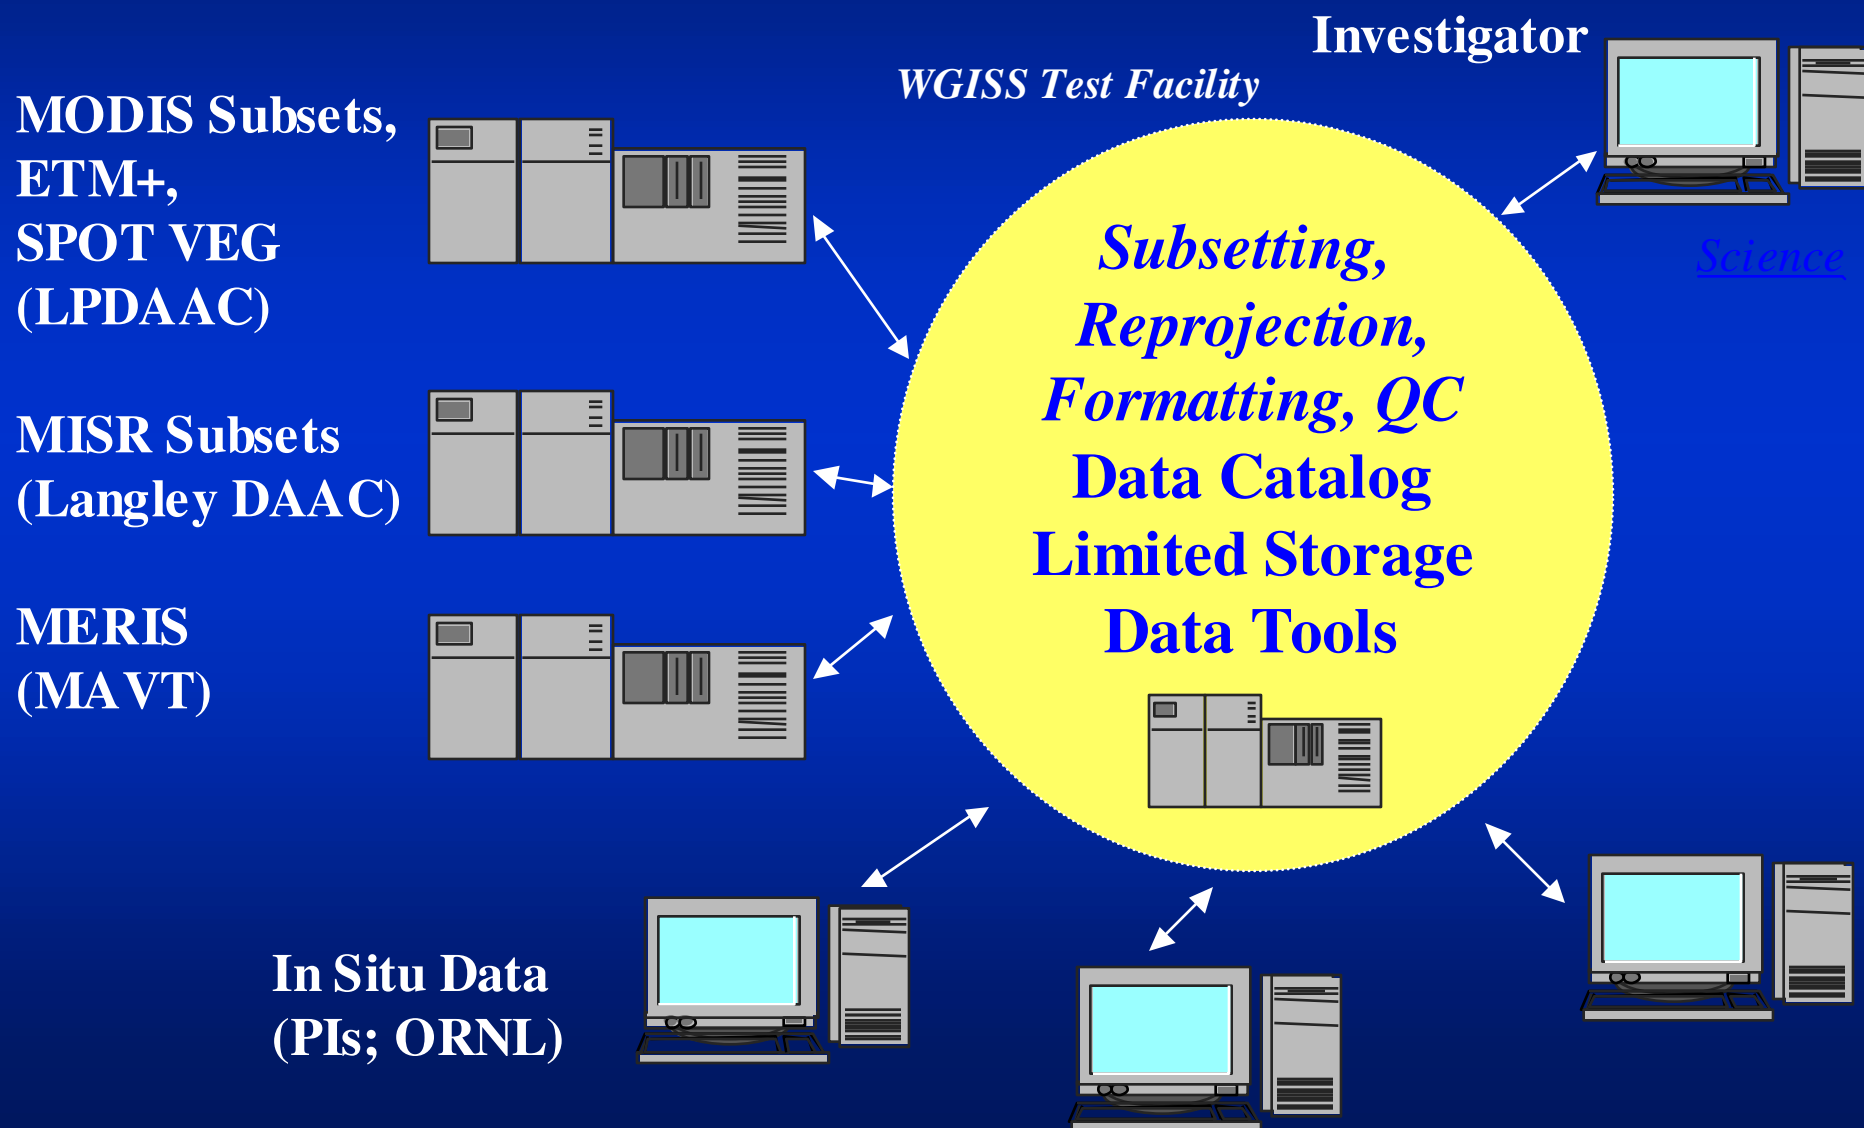 Investigator
WGISS Test Facility
MODIS Subsets,
ETM+,
SPOT VEG
(LPDAAC)
Science
Subsetting,
Reprojection,
Formatting, QC
Data Catalog
Limited Storage
Data Tools
MISR Subsets
(Langley DAAC)
MERIS
(MAVT)
In Situ Data
(PIs; ORNL)